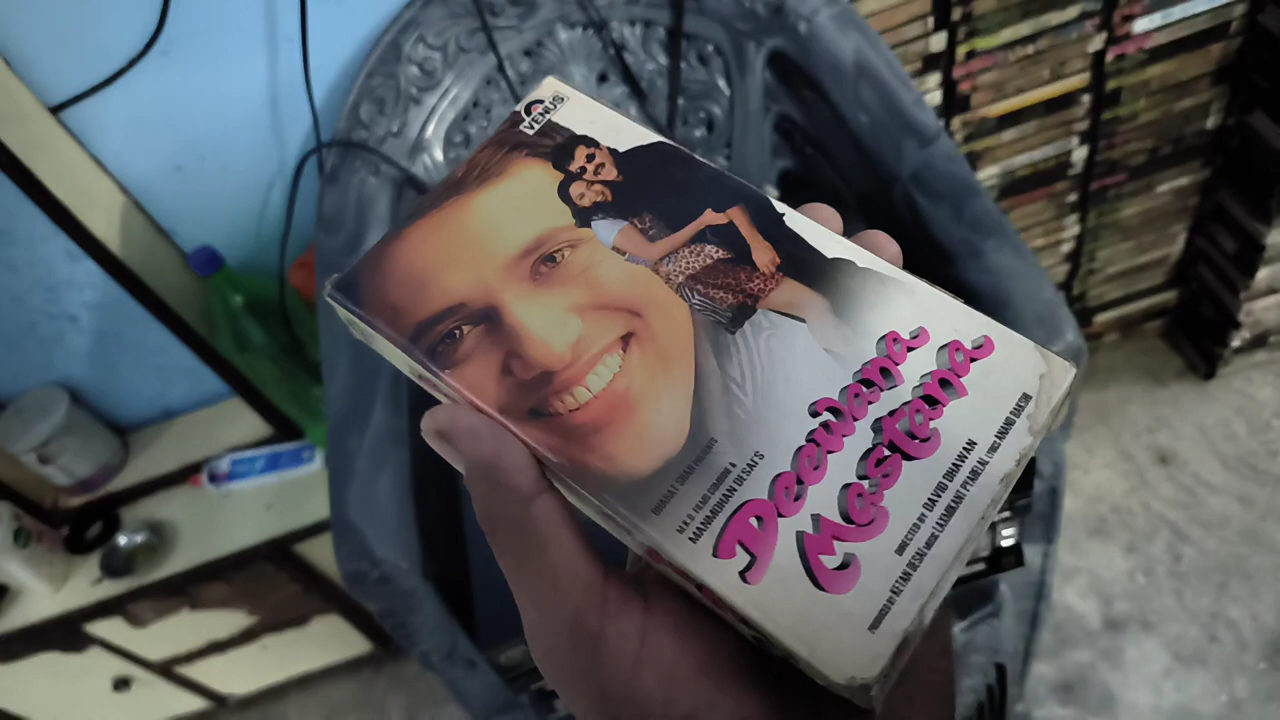 VENUS
BHARAT SHAH PRESENTS
M.K.D. FILMS COMBINE &
MANMOHAN DESAI'S
Deewana
Mastana
DIRECTED BY DAVID DHAWAN
PRODUCED BY KETAN DESAI MUSIC LAXMIKANT PYARELAL LYRICS ANAND BAKSHI